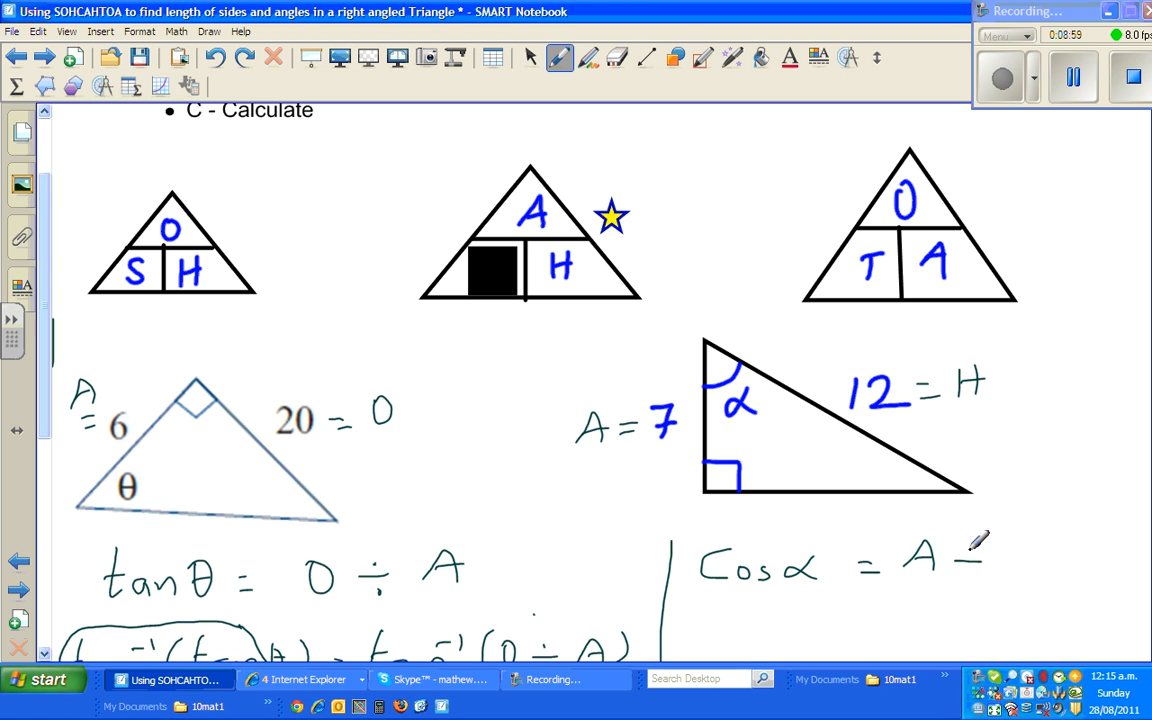 Using SOHCAHTOA to find length of sides and angles in a right angled Triangle * - SMART Notebook
Recording...
File Edit View Insert Format Math Draw Help
Menu 0:08:59 8.0 fps
C - Calculate
O
S H
A
H
O
T A
A
= 6
20 = O
θ
A = 7
α
12 = H
tan θ = O ÷ A
Cos α = A
(O ÷ A)
start
Using SOHCAHTOA...
4 Internet Explorer
Skype™ - mathew....
Recording...
Search Desktop
My Documents
10mat1
12:15 a.m.
Sunday
28/08/2011
My Documents
10mat1